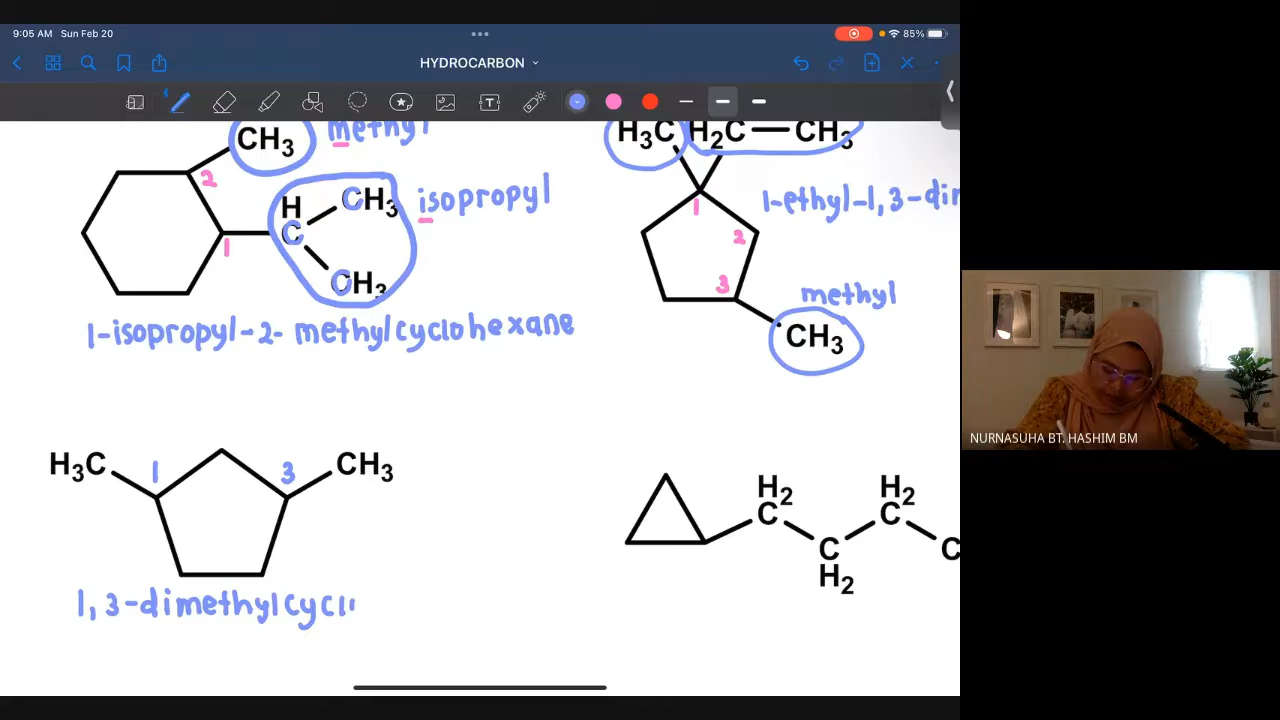 9:05 AM Sun Feb 20
85%
HYDROCARBON
CH3 methyl
2
H
C
CH3
CH3
isopropyl
1
1-isopropyl-2-methylcyclohexane
H3C H2C CH3
1
2
3
1-ethyl-1,3-dim
methyl
CH3
H3C 1 3 CH3
1,3-dimethylcycl
H2
C
C
H2
H2
C
C
NURNASUHA BT. HASHIM BM